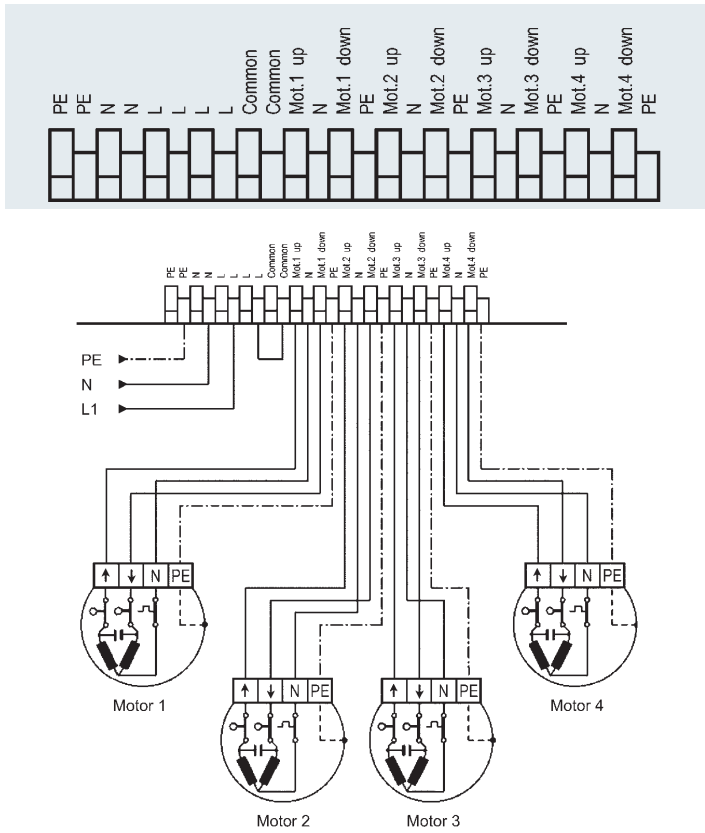 PE
PE
N
N
L
L
L
L
Common
Common
Mot.1 up
N
Mot.1 down
PE
Mot.2 up
N
Mot.2 down
PE
Mot.3 up
N
Mot.3 down
PE
Mot.4 up
N
Mot.4 down
PE
PE
PE
N
N
L
L
L
L
Common
Common
Mot.1 up
N
Mot.1 down
PE
Mot.2 up
N
Mot.2 down
PE
Mot.3 up
N
Mot.3 down
PE
Mot.4 up
N
Mot.4 down
PE
PE
N
L1
↑ ↓ N PE
Motor 1
↑ ↓ N PE
Motor 4
↑ ↓ N PE
Motor 2
↑ ↓ N PE
Motor 3